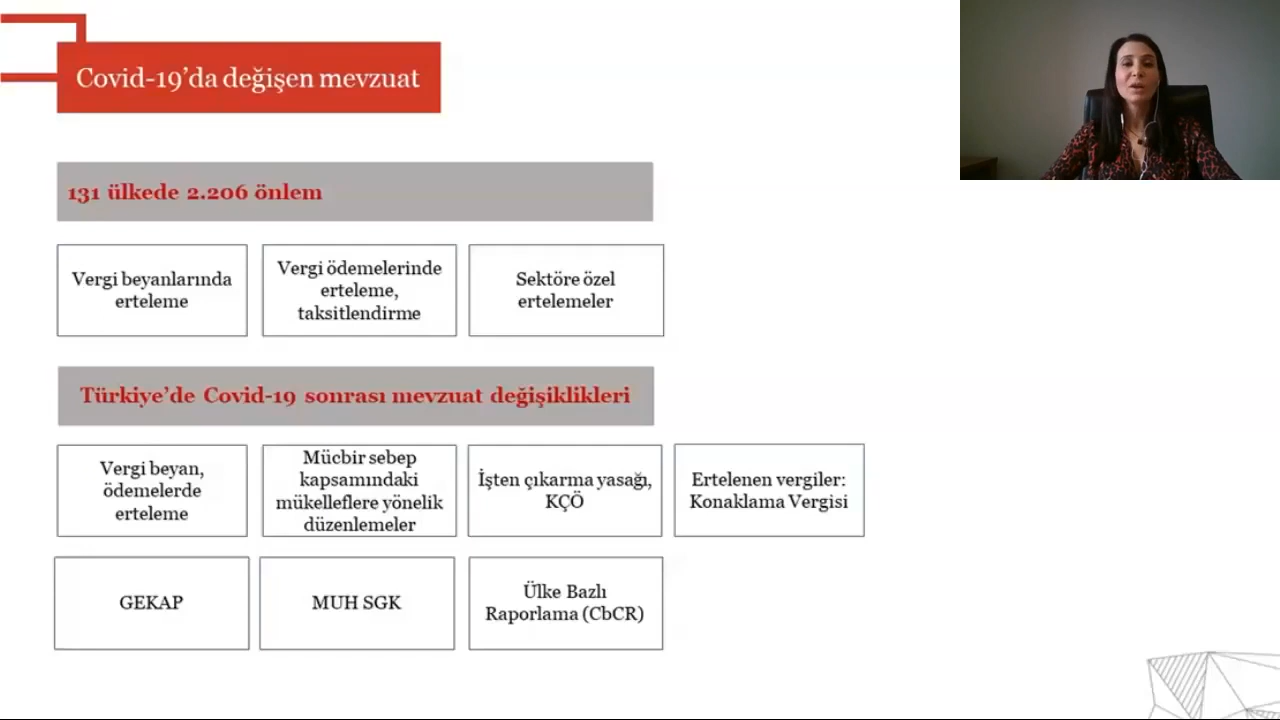 Covid-19’da değişen mevzuat
131 ülkede 2.206 önlem
Vergi beyanlarında
erteleme
Vergi ödemelerinde
erteleme,
taksitlendirme
Sektöre özel
ertelemeler
Türkiye’de Covid-19 sonrası mevzuat değişiklikleri
Vergi beyan,
ödemelerde
erteleme
Mücbir sebep
kapsamındaki
mükelleflere yönelik
düzenlemeler
İşten çıkarma yasağı,
KÇÖ
Ertelenen vergiler:
Konaklama Vergisi
GEKAP
MUH SGK
Ülke Bazlı
Raporlama (CbCR)